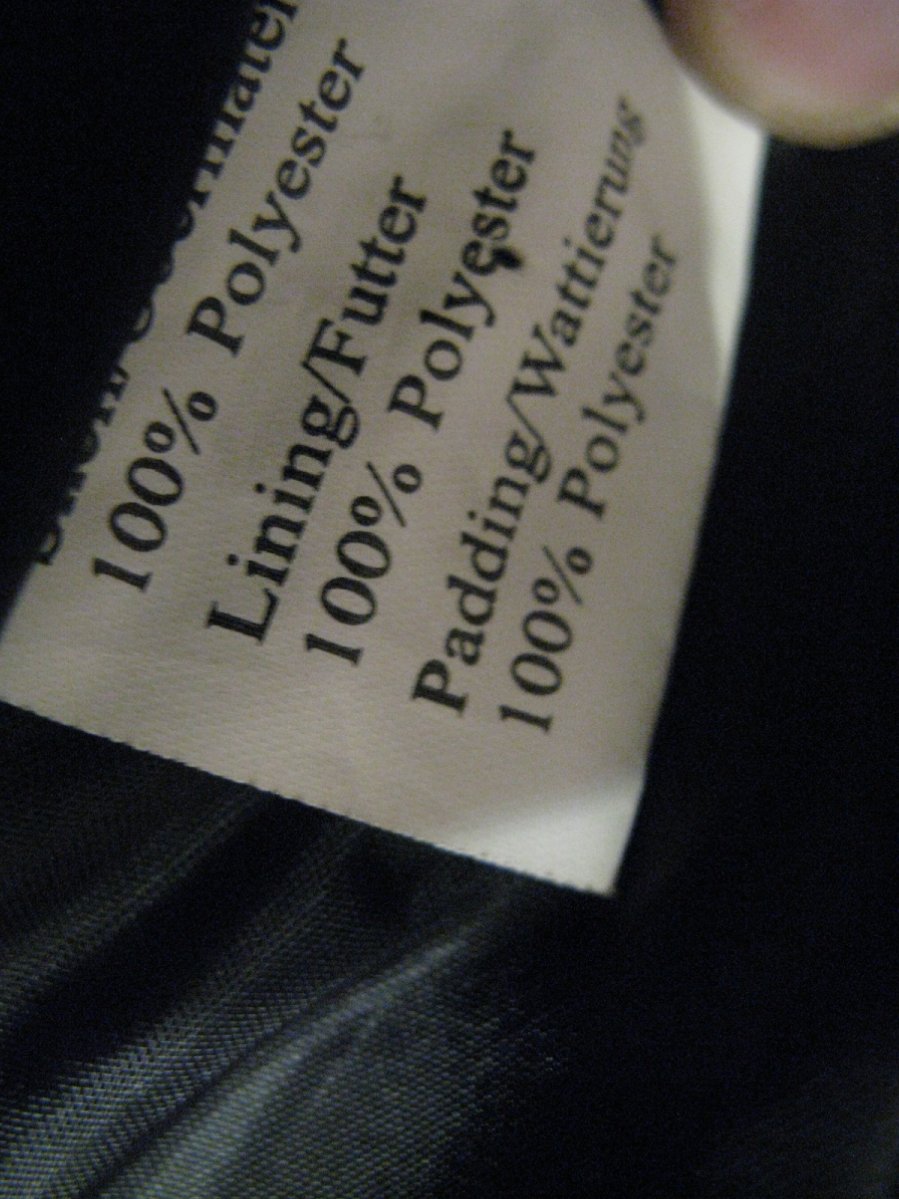 100% Polyester
Lining/Futter
100% Polyester
Padding/Wattierung
100% Polyester